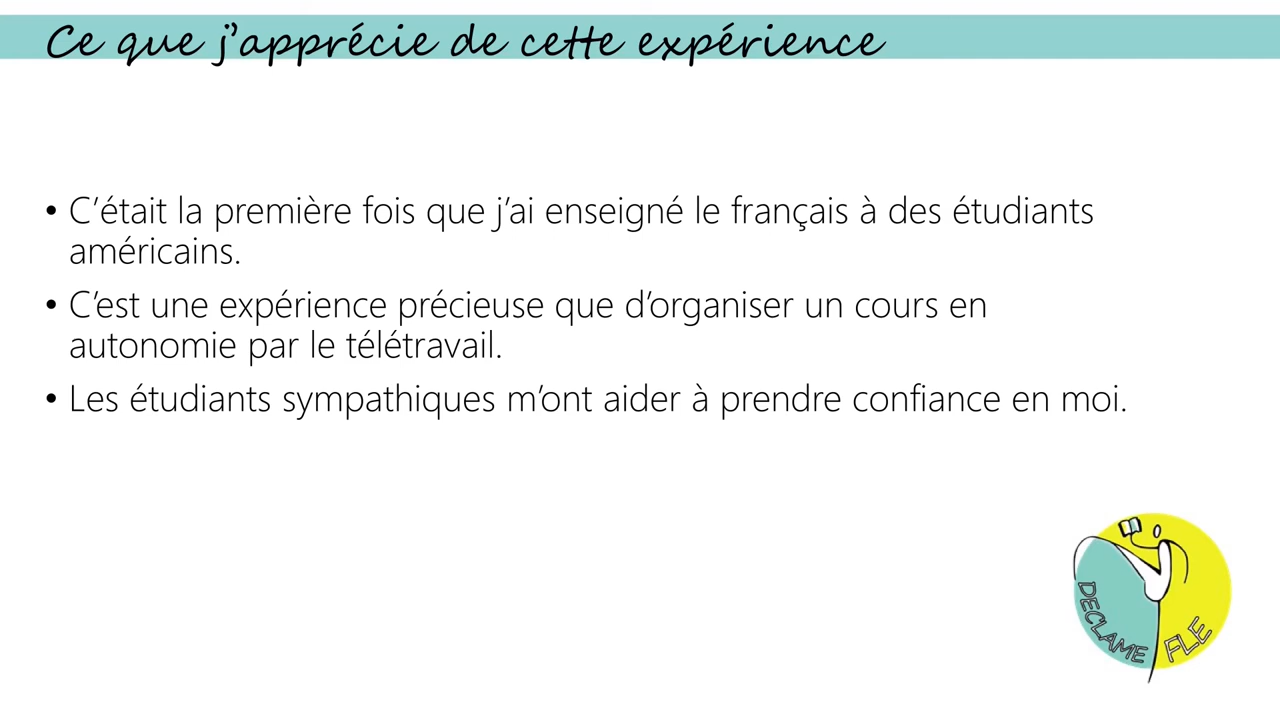 Ce que j’apprécie de cette expérience
• C’était la première fois que j’ai enseigné le français à des étudiants
américains.
• C’est une expérience précieuse que d’organiser un cours en
autonomie par le télétravail.
• Les étudiants sympathiques m’ont aider à prendre confiance en moi.
DECLAME FLE